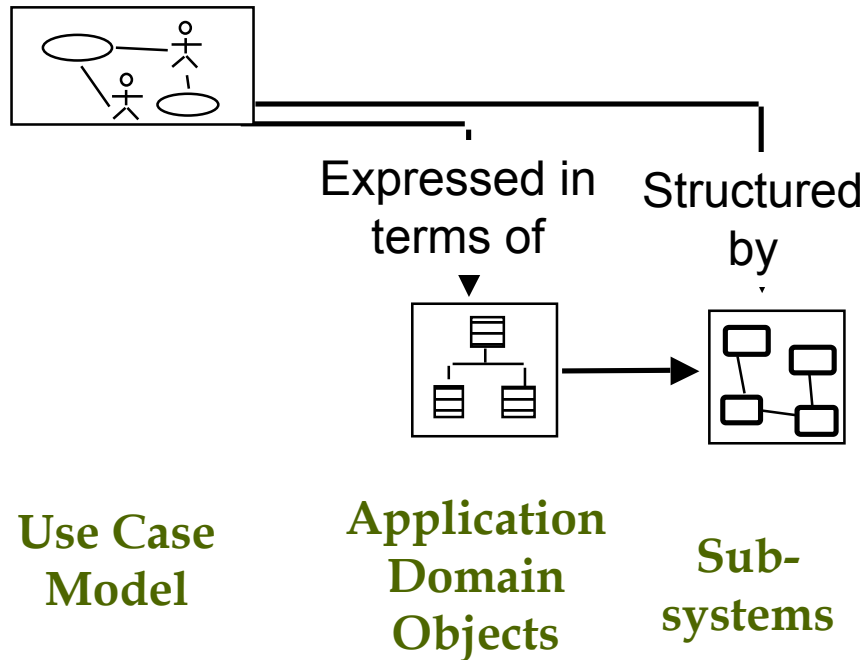 Expressed in
terms of
Structured
by
Use Case
Model
Application
Domain
Objects
Sub-
systems